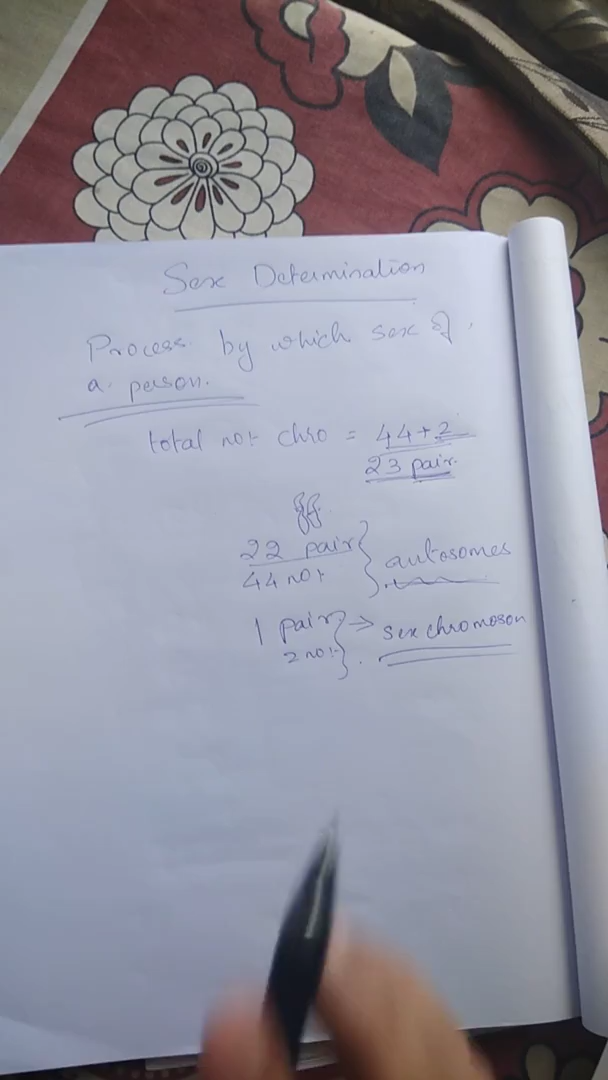 Sex Determination
Process by which sex of
a person.
total no:- chro = 44+2
23 pair
22 pair
44 no:
autosomes
1 pair
2 no:-
→ sex chromoson